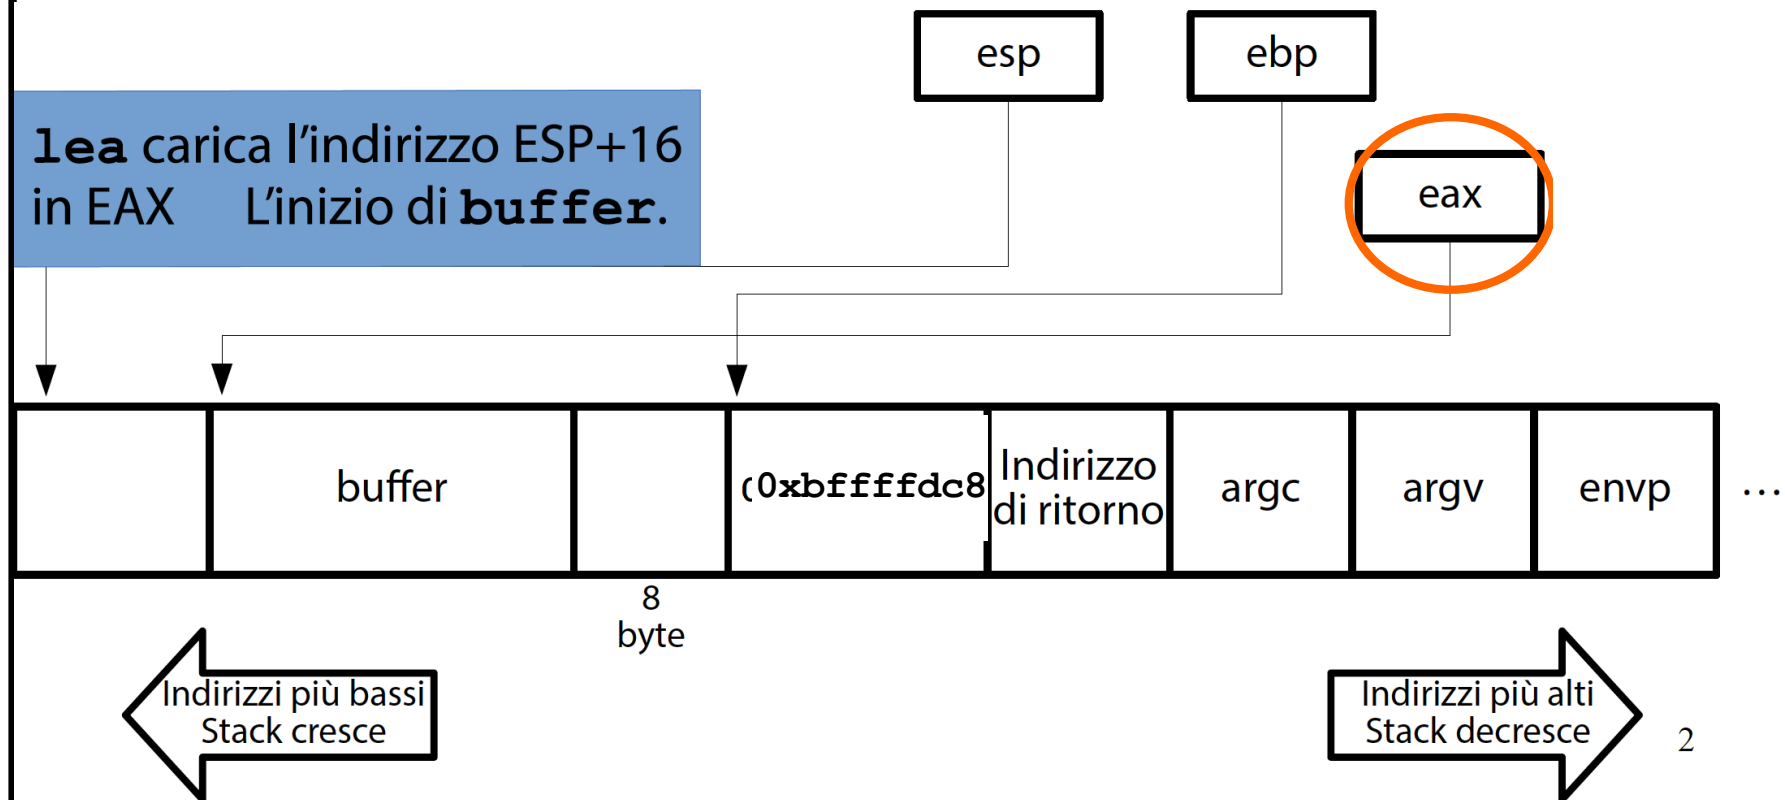 esp
ebp
lea carica l'indirizzo ESP+16
in EAX L'inizio di buffer.
eax
buffer
0xbffffdc8
Indirizzo
di ritorno
argc
argv
envp
...
8
byte
Indirizzi più bassi
Stack cresce
Indirizzi più alti
Stack decresce
2